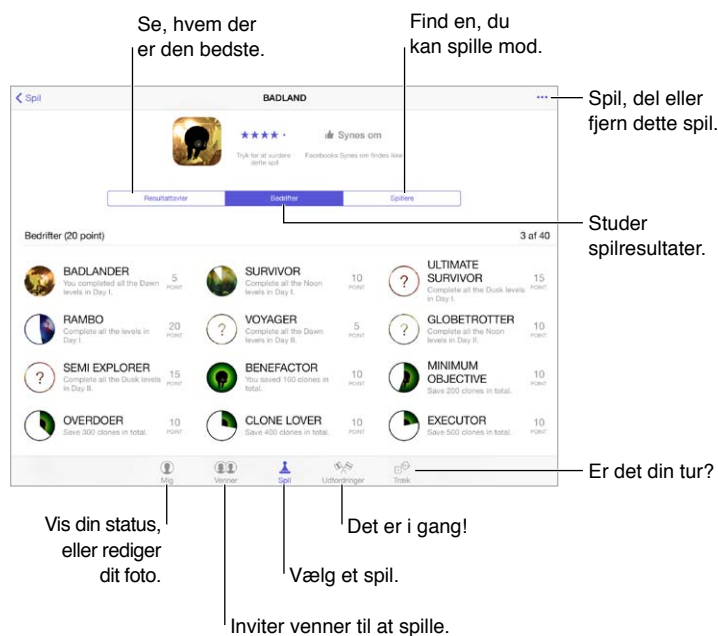 Se, hvem der
er den bedste.
Find en, du
kan spille mod.
Spil
BADLAND
Spil, del eller
fjern dette spil.
Synes om
Tryk for at vurdere
dette spil
Facebooks Synes om findes ikke
Resultattavler
Bedrifter
Spillere
Studer
spilresultater.
Bedrifter (20 point)
3 af 40
BADLANDER
You completed all the Dawn
levels in Day I.
5
POINT
SURVIVOR
Complete all the Noon
levels in Day I.
10
POINT
ULTIMATE
SURVIVOR
Complete all the Dusk levels
in Day I.
15
POINT
RAMBO
Complete all the levels in
Day I.
20
POINT
VOYAGER
Complete all the Dawn
levels in Day II.
5
POINT
GLOBETROTTER
Complete all the Noon
levels in Day II.
10
POINT
SEMI EXPLORER
Complete all the Dusk levels
in Day II.
15
POINT
BENEFACTOR
You saved 100 clones in
total.
10
POINT
MINIMUM
OBJECTIVE
Save 200 clones in total.
10
POINT
OVERDOER
Save 300 clones in total.
10
POINT
CLONE LOVER
Save 400 clones in total.
10
POINT
EXECUTOR
Save 500 clones in total.
10
POINT
Mig
Venner
Spil
Udfordringer
Træk
Er det din tur?
Vis din status,
eller rediger
dit foto.
Det er i gang!
Vælg et spil.
Inviter venner til at spille.